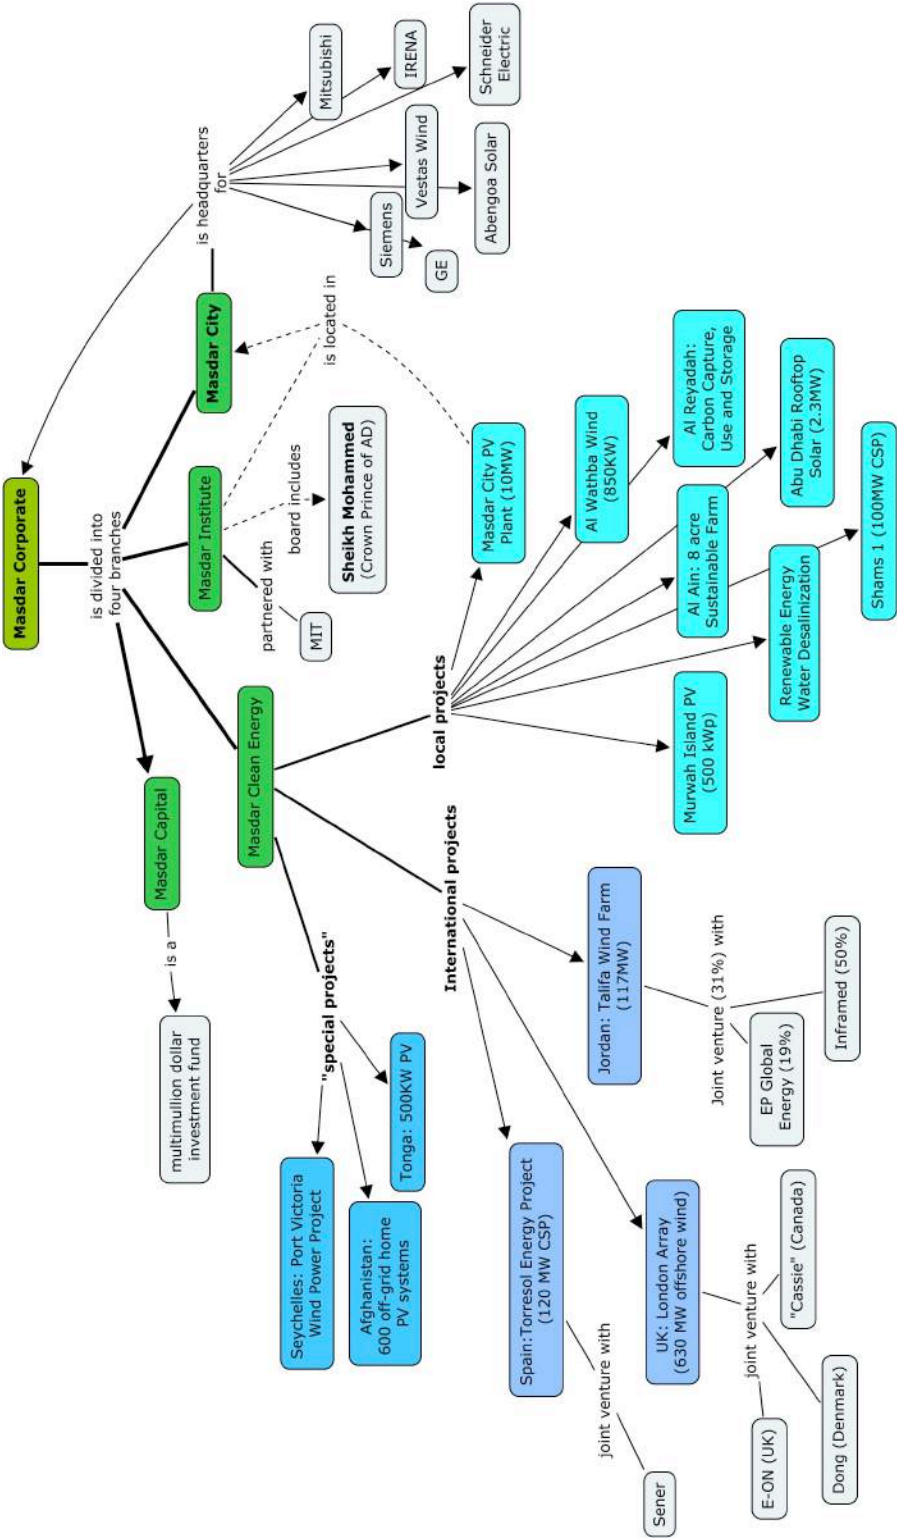 Masdar Corporate
is divided into
four branches
Masdar Capital
is a
multimullion dollar
investment fund
Masdar Clean Energy
Masdar Institute
Masdar City
is headquarters
for
Mitsubishi
IRENA
Schneider
Electric
Vestas Wind
Abengoa Solar
Siemens
GE
is located in
board includes
Sheikh Mohammed
(Crown Prince of AD)
partnered with
MIT
"special projects"
Seychelles: Port Victoria
Wind Power Project
Afghanistan:
600 off-grid home
PV systems
Tonga: 500KW PV
International projects
Spain:Torresol Energy Project
(120 MW CSP)
joint venture with
Sener
UK: London Array
(630 MW offshore wind)
joint venture with
E-ON (UK)
Dong (Denmark)
"Cassie" (Canada)
Jordan: Talifa Wind Farm
(117MW)
Joint venture (31%) with
EP Global
Energy (19%)
Inframed (50%)
local projects
Murwah Island PV
(500 kWp)
Renewable Energy
Water Desalinization
Al Ain: 8 acre
Sustainable Farm
Shams 1 (100MW CSP)
Abu Dhabi Rooftop
Solar (2.3MW)
Al Reyadah:
Carbon Capture,
Use and Storage
Al Wathba Wind
(850KW)
Masdar City PV
Plant (10MW)